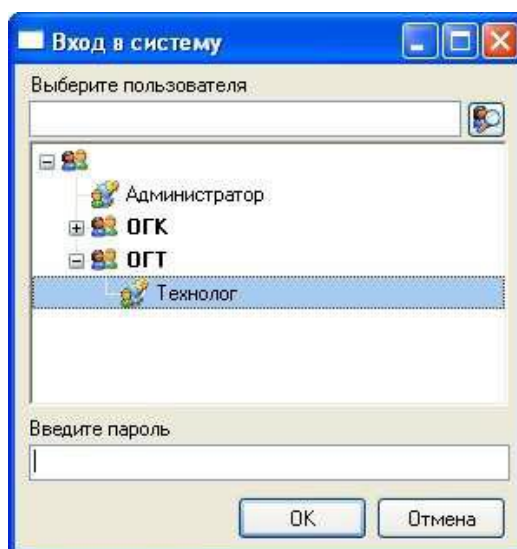 Вход в систему
Выберите пользователя
Администратор
ОГК
ОГТ
Технолог
Введите пароль
OK
Отмена